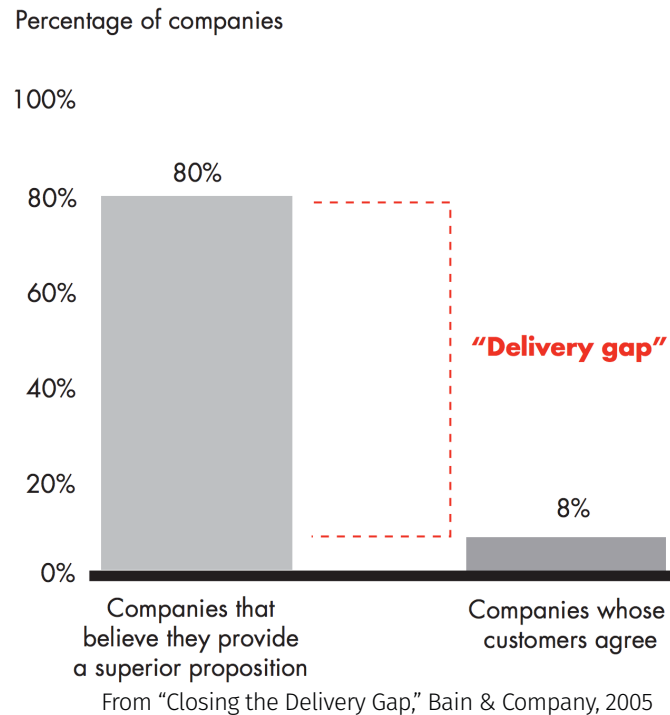 Percentage of companies
100%
80%
80%
60%
“Delivery gap”
40%
20%
8%
0%
Companies that
believe they provide
a superior proposition
Companies whose
customers agree
From “Closing the Delivery Gap,” Bain & Company, 2005